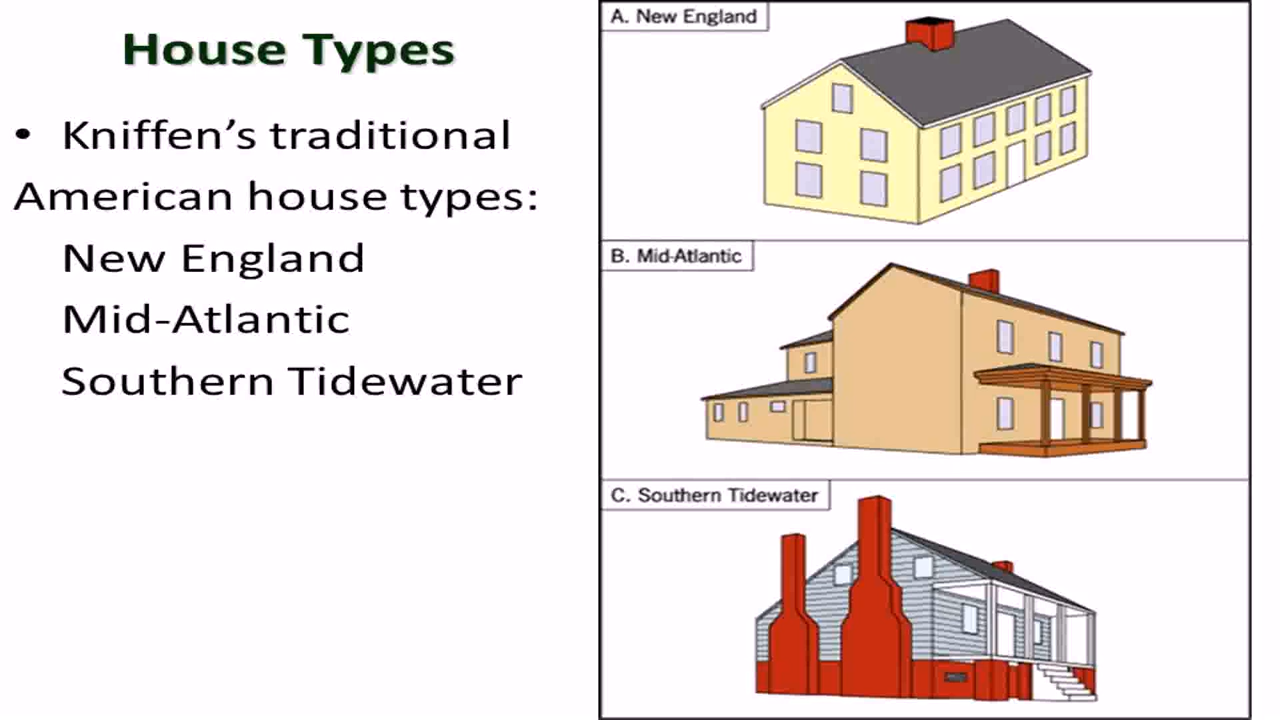 House Types
• Kniffen’s traditional
American house types:
New England
Mid-Atlantic
Southern Tidewater
A. New England
B. Mid-Atlantic
C. Southern Tidewater